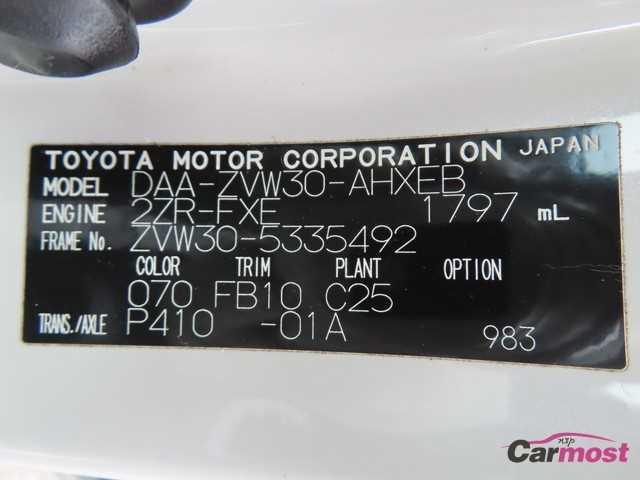 TOYOTA MOTOR CORPORATION JAPAN
MODEL DAA-ZVW30-AHXEB
ENGINE 2ZR-FXE 1797 mL
FRAME No. ZVW30-5335492
COLOR TRIM PLANT OPTION
070 FB10 C25
TRANS./AXLE P410 -01A 983
nxp
Carmost